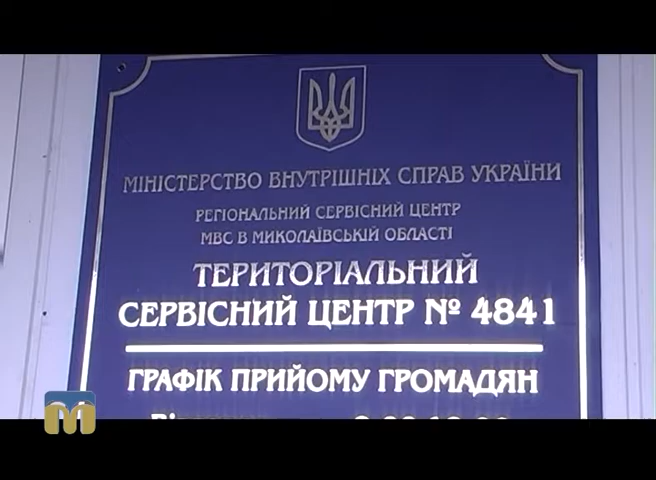 МІНІСТЕРСТВО ВНУТРІШНІХ СПРАВ УКРАЇНИ
РЕГІОНАЛЬНИЙ СЕРВІСНИЙ ЦЕНТР
МВС В МИКОЛАЇВСЬКІЙ ОБЛАСТІ
ТЕРИТОРІАЛЬНИЙ
СЕРВІСНИЙ ЦЕНТР № 4841
ГРАФІК ПРИЙОМУ ГРОМАДЯН